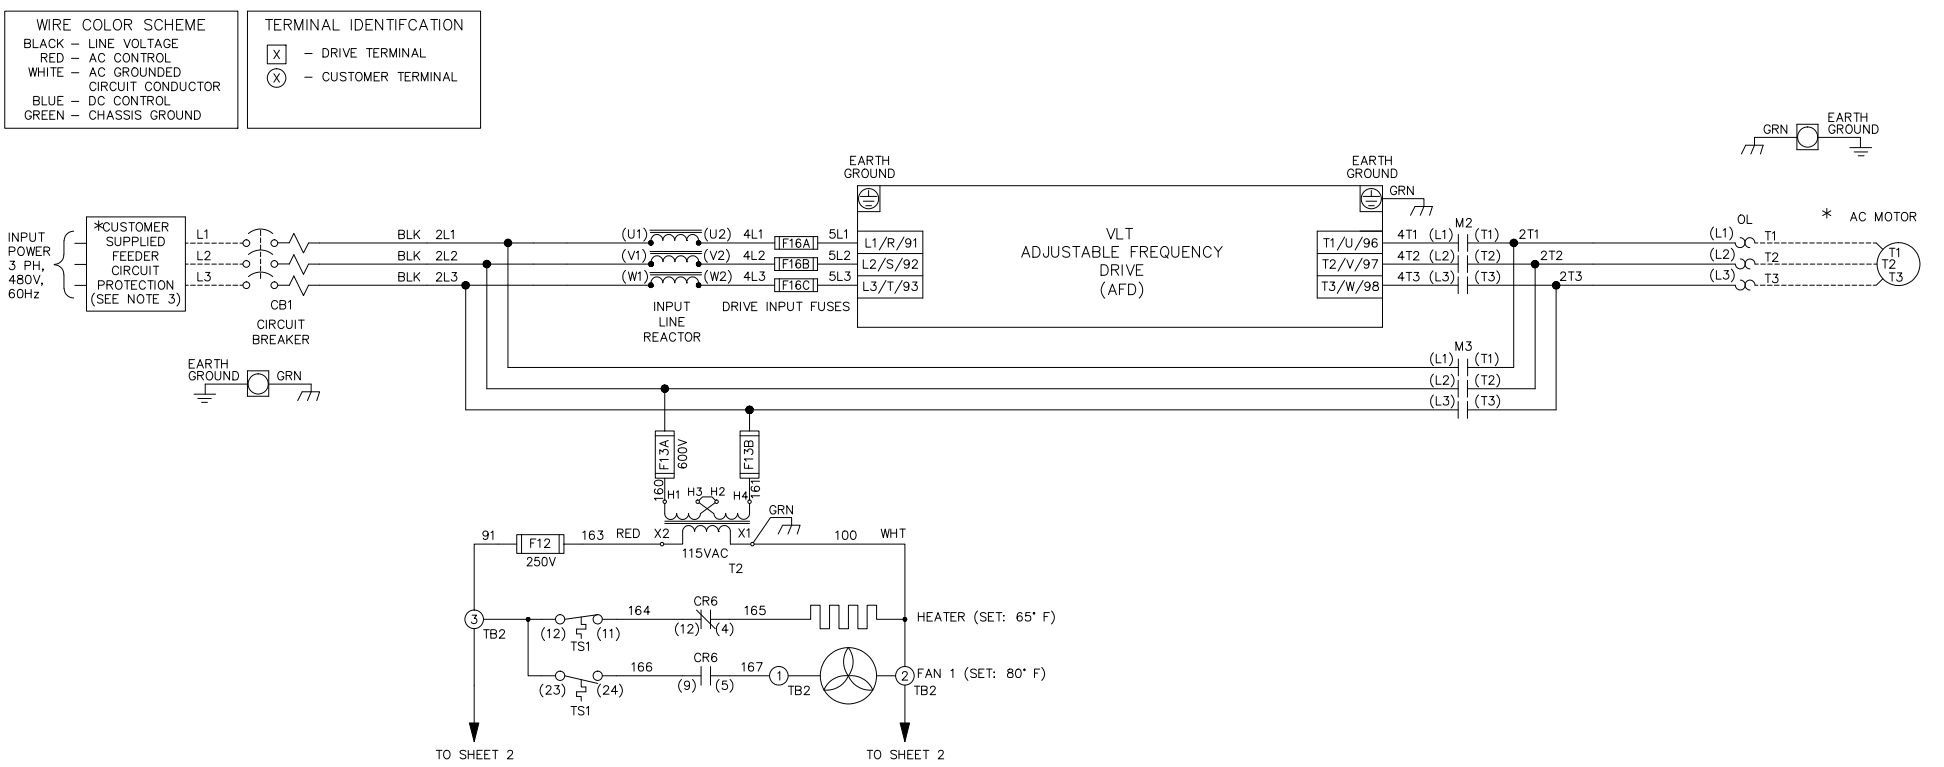 WIRE COLOR SCHEME
BLACK – LINE VOLTAGE
RED – AC CONTROL
WHITE – AC GROUNDED
CIRCUIT CONDUCTOR
BLUE – DC CONTROL
GREEN – CHASSIS GROUND
TERMINAL IDENTIFCATION
X – DRIVE TERMINAL
X – CUSTOMER TERMINAL
GRN
EARTH
GROUND
INPUT
POWER
3 PH,
480V,
60Hz
*CUSTOMER
SUPPLIED
FEEDER
CIRCUIT
PROTECTION
(SEE NOTE 3)
L1
L2
L3
CB1
CIRCUIT
BREAKER
BLK 2L1
BLK 2L2
BLK 2L3
(U1) (U2) 4L1 F16A 5L1
(V1) (V2) 4L2 F16B 5L2
(W1) (W2) 4L3 F16C 5L3
INPUT
LINE
REACTOR
DRIVE INPUT FUSES
EARTH
GROUND
L1/R/91
L2/S/92
L3/T/93
VLT
ADJUSTABLE FREQUENCY
DRIVE
(AFD)
EARTH
GROUND
GRN
T1/U/96
T2/V/97
T3/W/98
M2
4T1 (L1) (T1) 2T1
4T2 (L2) (T2) 2T2
4T3 (L3) (T3) 2T3
OL
(L1) T1
(L2) T2
(L3) T3
* AC MOTOR
T1
T2
T3
M3
(L1) (T1)
(L2) (T2)
(L3) (T3)
EARTH
GROUND
GRN
F13A
600V
F13B
160
161
H1 H3 H2 H4
GRN
91 F12 163 RED X2 X1 100 WHT
250V
115VAC
T2
3
TB2
(12) (11)
TS1
164
CR6
(12) (4)
165
HEATER (SET: 65° F)
(23) (24)
TS1
166
CR6
(9) (5)
167
1
TB2
2
TB2
FAN 1 (SET: 80° F)
TO SHEET 2
TO SHEET 2